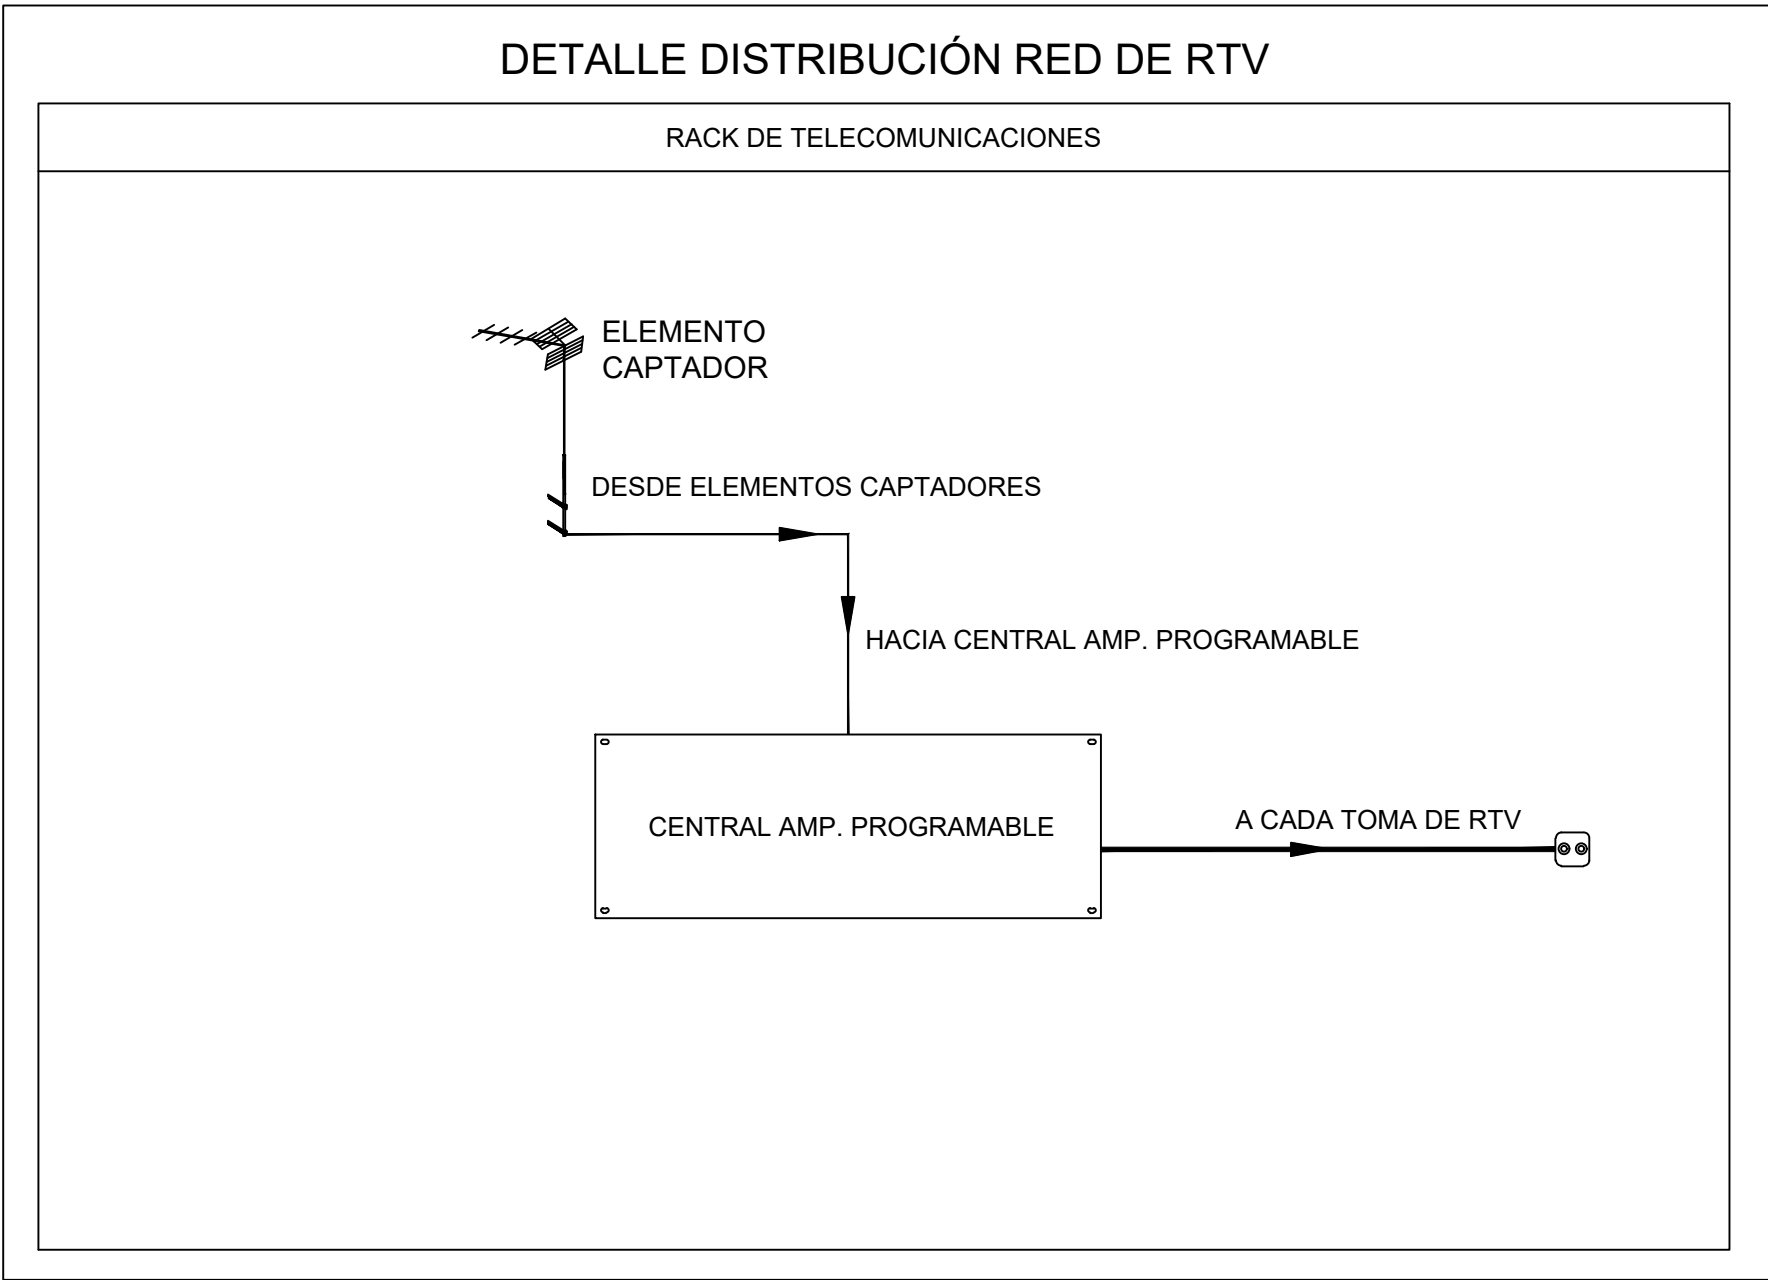 DETALLE DISTRIBUCIÓN RED DE RTV
RACK DE TELECOMUNICACIONES
ELEMENTO
CAPTADOR
DESDE ELEMENTOS CAPTADORES
HACIA CENTRAL AMP. PROGRAMABLE
CENTRAL AMP. PROGRAMABLE
A CADA TOMA DE RTV